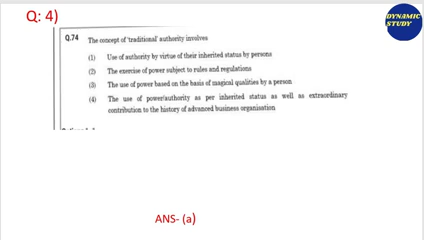 Q: 4)
DYNAMIC
STUDY
Q.74 The concept of 'traditional' authority involves
(1) Use of authority by virtue of their inherited status by persons
(2) The exercise of power subject to rules and regulations
(3) The use of power based on the basis of magical qualities by a person
(4) The use of power/authority as per inherited status as well as extraordinary
contribution to the history of advanced business organisation
ANS- (a)